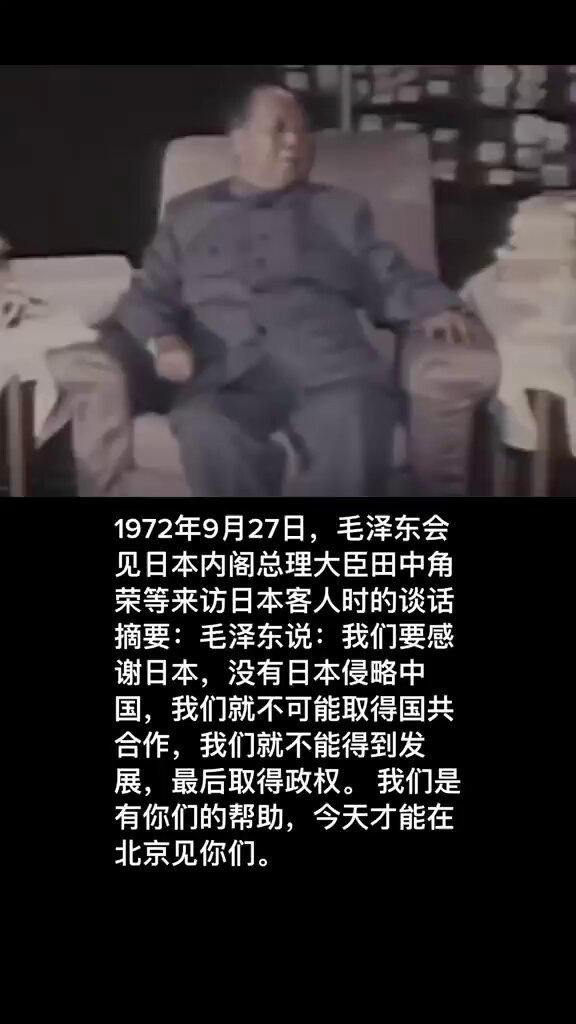 1972年9月27日，毛泽东会
见日本内阁总理大臣田中角
荣等来访日本客人时的谈话
摘要：毛泽东说：我们要感
谢日本，没有日本侵略中
国，我们就不可能取得国共
合作，我们就不能得到发
展，最后取得政权。 我们是
有你们的帮助，今天才能在
北京见你们。